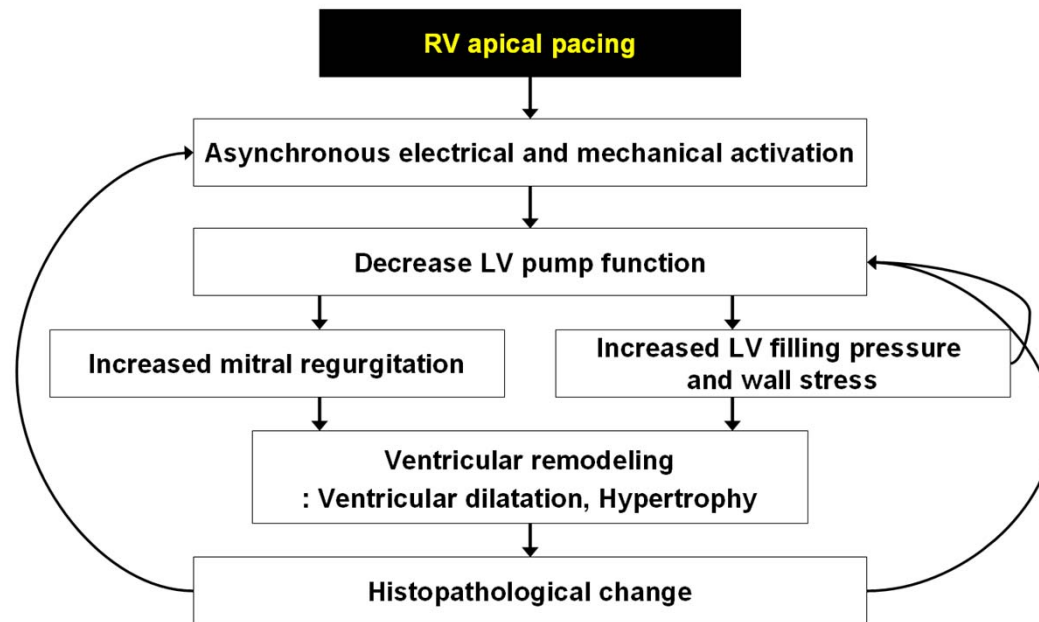 RV apical pacing
Asynchronous electrical and mechanical activation
Decrease LV pump function
Increased mitral regurgitation
Increased LV filling pressure
and wall stress
Ventricular remodeling
: Ventricular dilatation, Hypertrophy
Histopathological change